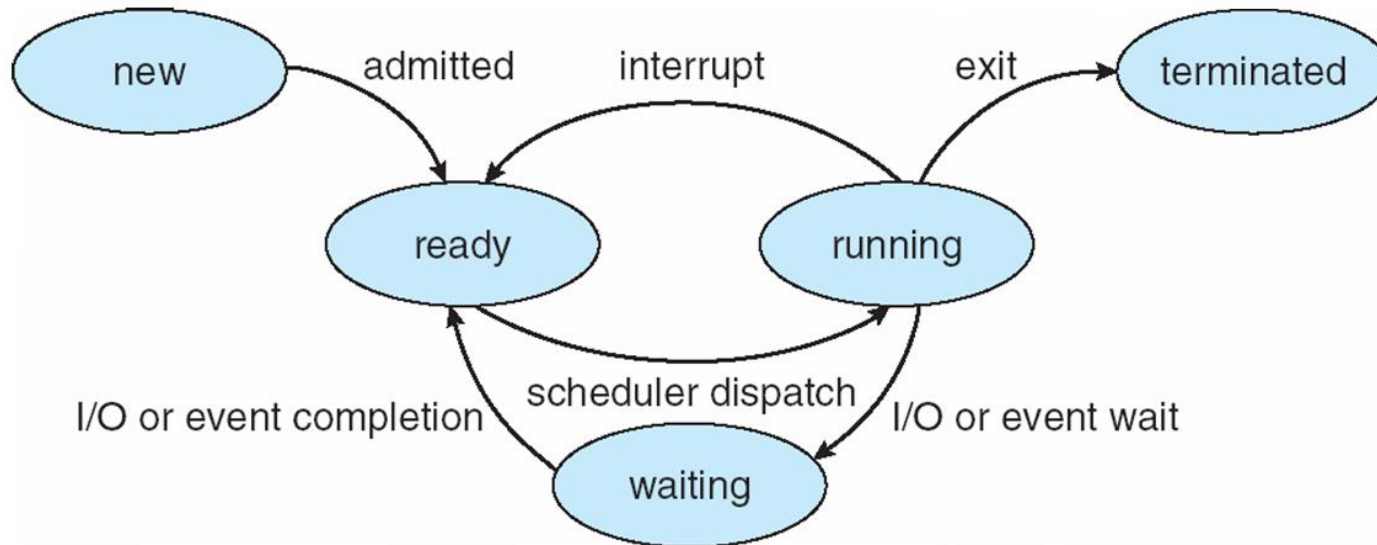 new
admitted
interrupt
exit
terminated
ready
running
scheduler dispatch
I/O or event completion
I/O or event wait
waiting